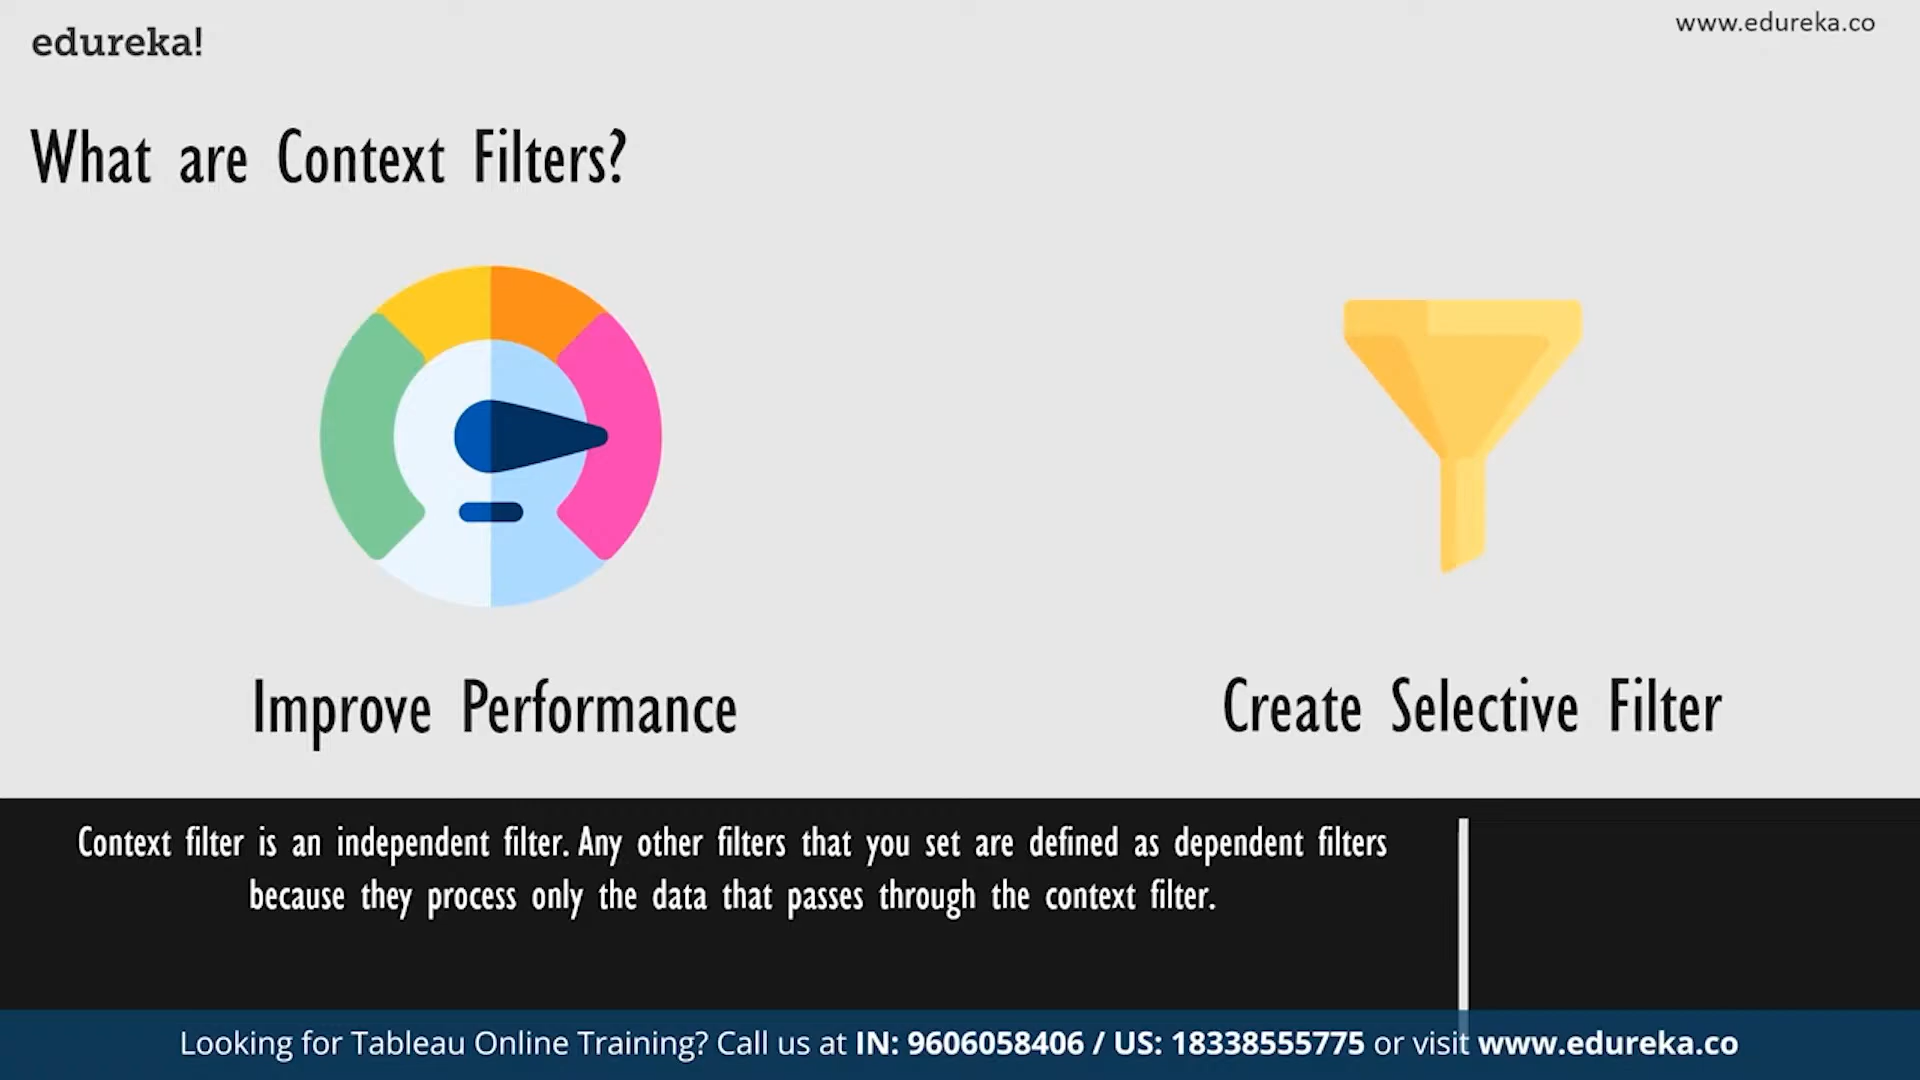 edureka!
www.edureka.co
What are Context Filters?
Improve Performance
Create Selective Filter
Context filter is an independent filter. Any other filters that you set are defined as dependent filters
because they process only the data that passes through the context filter.
Looking for Tableau Online Training? Call us at IN: 9606058406 / US: 18338555775 or visit www.edureka.co